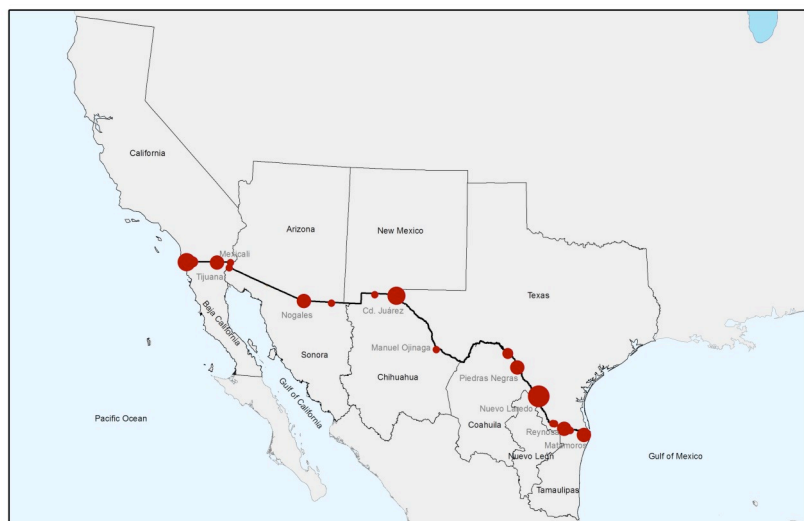 California
Arizona
New Mexico
Mexicali
Tijuana
Texas
Nogales
Cd. Juárez
Baja California
Sonora
Manuel Ojinaga
Chihuahua
Piedras Negras
Gulf of California
Nuevo Laredo
Pacific Ocean
Coahuila
Reynosa
Matamoros
Nuevo León
Gulf of Mexico
Tamaulipas